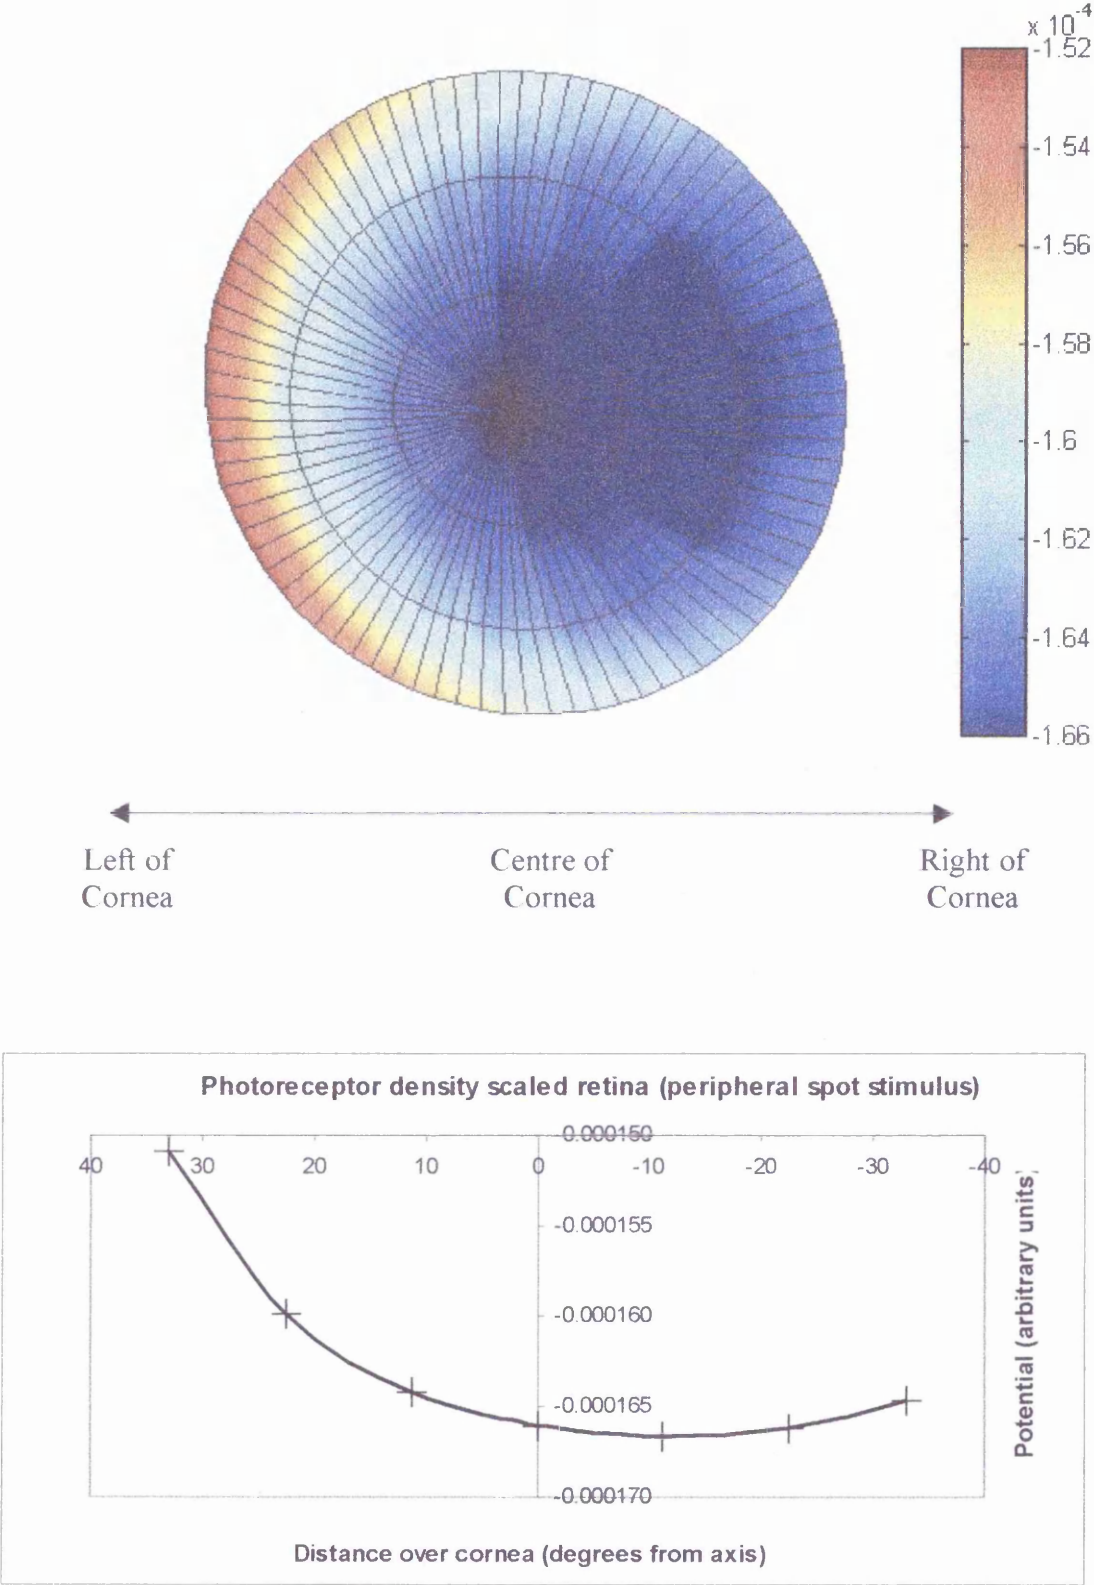 x 10-4
-1.52
-1.54
-1.56
-1.58
-1.6
-1.62
-1.64
-1.66
Left of Cornea
Centre of Cornea
Right of Cornea
Photoreceptor density scaled retina (peripheral spot stimulus)
-0.000150
40 30 20 10 0 -10 -20 -30 -40
-0.000155
-0.000160
-0.000165
-0.000170
Potential (arbitrary units)
Distance over cornea (degrees from axis)